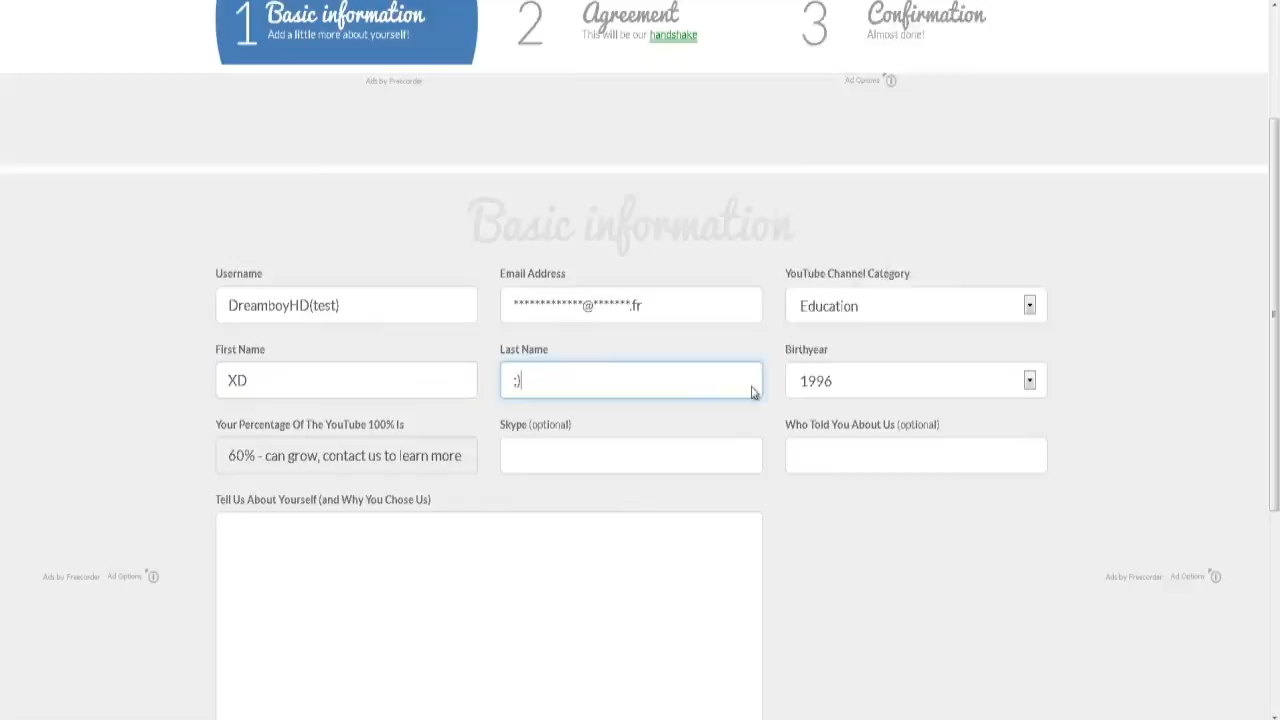 1 Basic information
Add a little more about yourself!
2 Agreement
This will be our handshake
3 Confirmation
Almost done!
Ads by Freecorder
Ad Options
Basic information
Username
Email Address
YouTube Channel Category
DreamboyHD(test)
*************@*******.fr
Education
First Name
Last Name
Birthyear
XD
;)
1996
Your Percentage Of The YouTube 100% Is
Skype (optional)
Who Told You About Us (optional)
60% - can grow, contact us to learn more
Tell Us About Yourself (and Why You Chose Us)
Ads by Freecorder Ad Options
Ads by Freecorder Ad Options